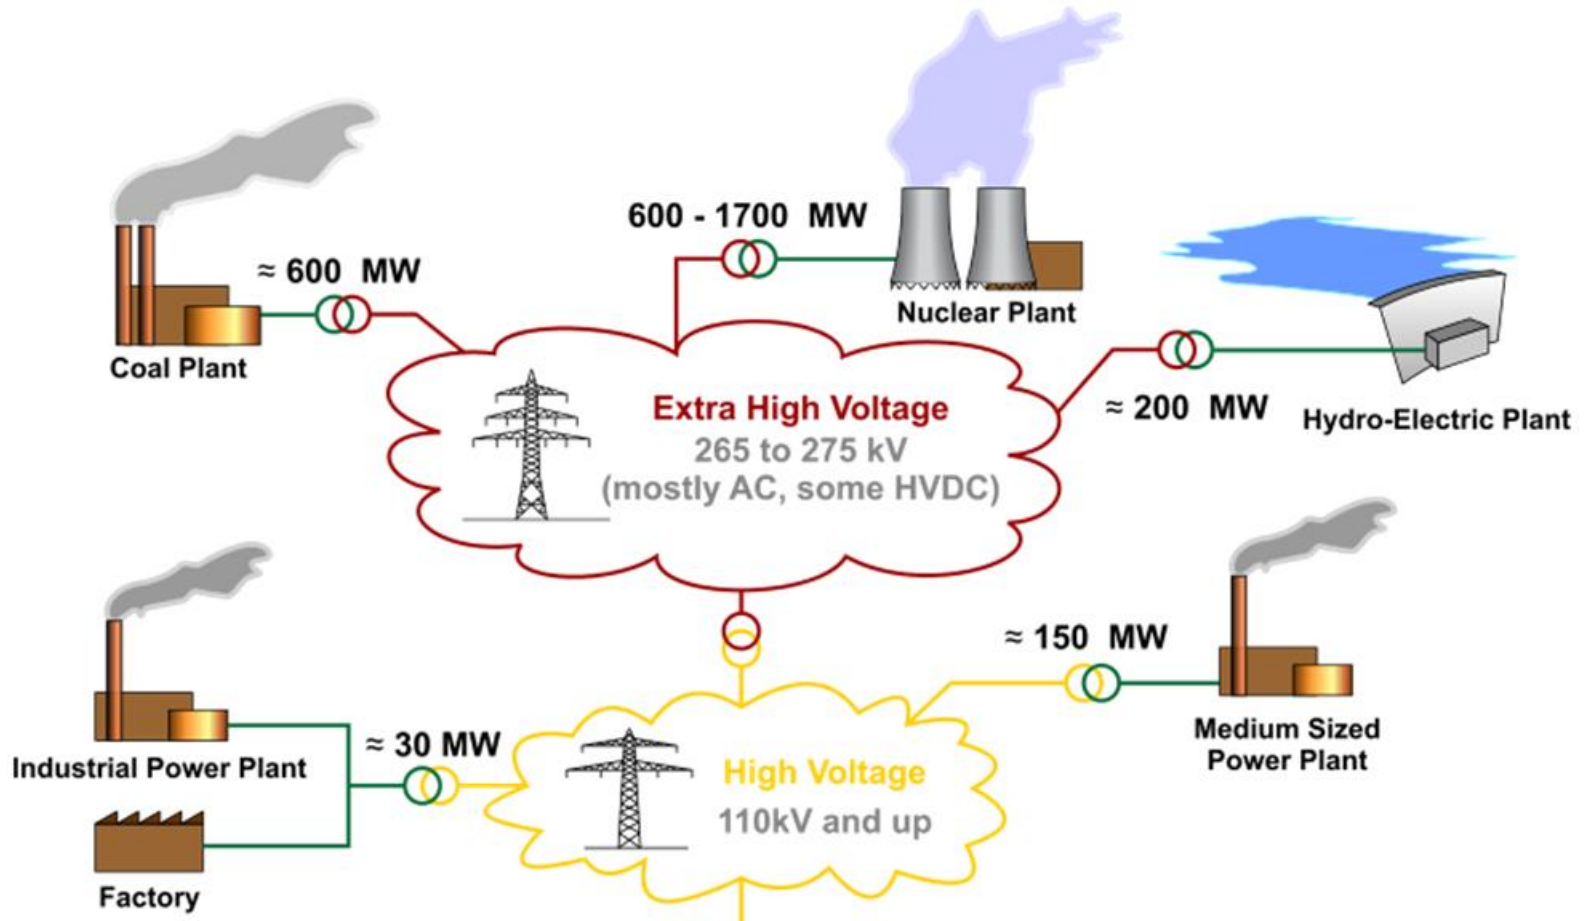 600 - 1700 MW
≈ 600 MW
Nuclear Plant
Coal Plant
Extra High Voltage
265 to 275 kV
(mostly AC, some HVDC)
≈ 200 MW
Hydro-Electric Plant
≈ 150 MW
Medium Sized
Power Plant
≈ 30 MW
Industrial Power Plant
High Voltage
110kV and up
Factory